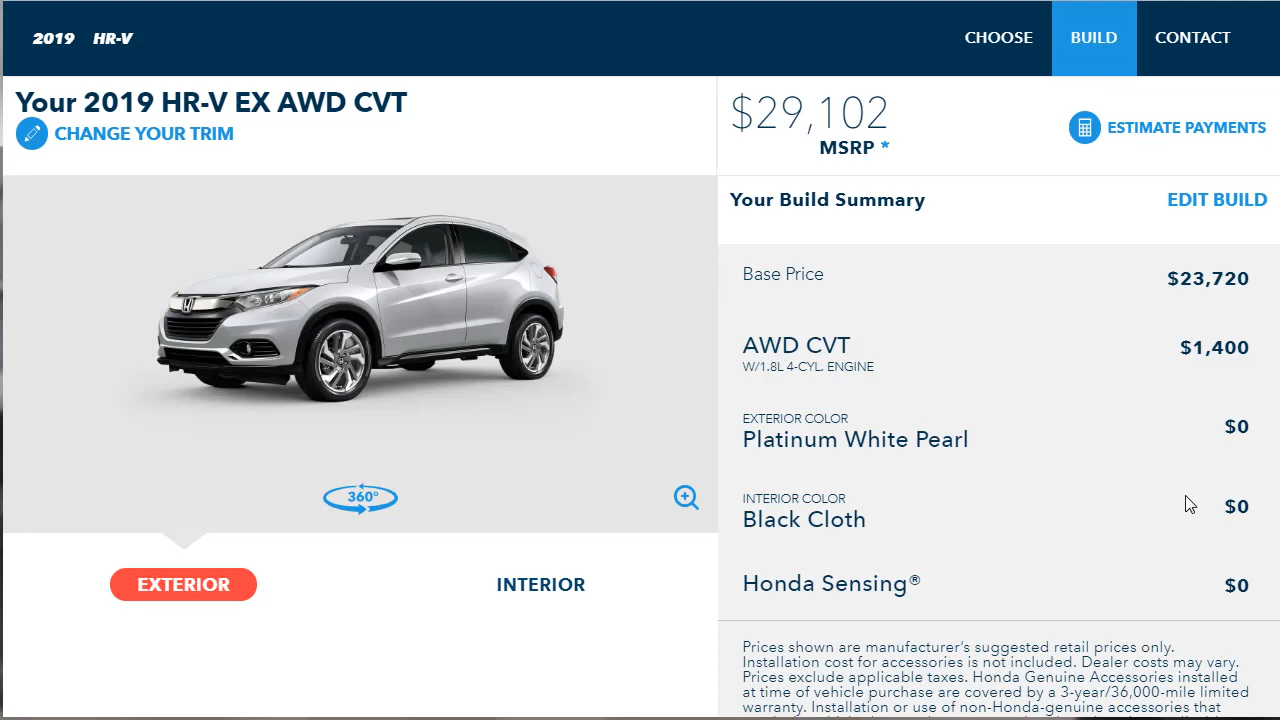 2019 HR-V
CHOOSE
BUILD
CONTACT
Your 2019 HR-V EX AWD CVT
CHANGE YOUR TRIM
$29,102
MSRP *
ESTIMATE PAYMENTS
360°
EXTERIOR
INTERIOR
Your Build Summary
EDIT BUILD
Base Price
$23,720
AWD CVT
$1,400
W/1.8L 4-CYL. ENGINE
EXTERIOR COLOR
Platinum White Pearl
$0
INTERIOR COLOR
Black Cloth
$0
Honda Sensing®
$0
Prices shown are manufacturer's suggested retail prices only.
Installation cost for accessories is not included. Dealer costs may vary.
Prices exclude applicable taxes. Honda Genuine Accessories installed
at time of vehicle purchase are covered by a 3-year/36,000-mile limited
warranty. Installation or use of non-Honda-genuine accessories that